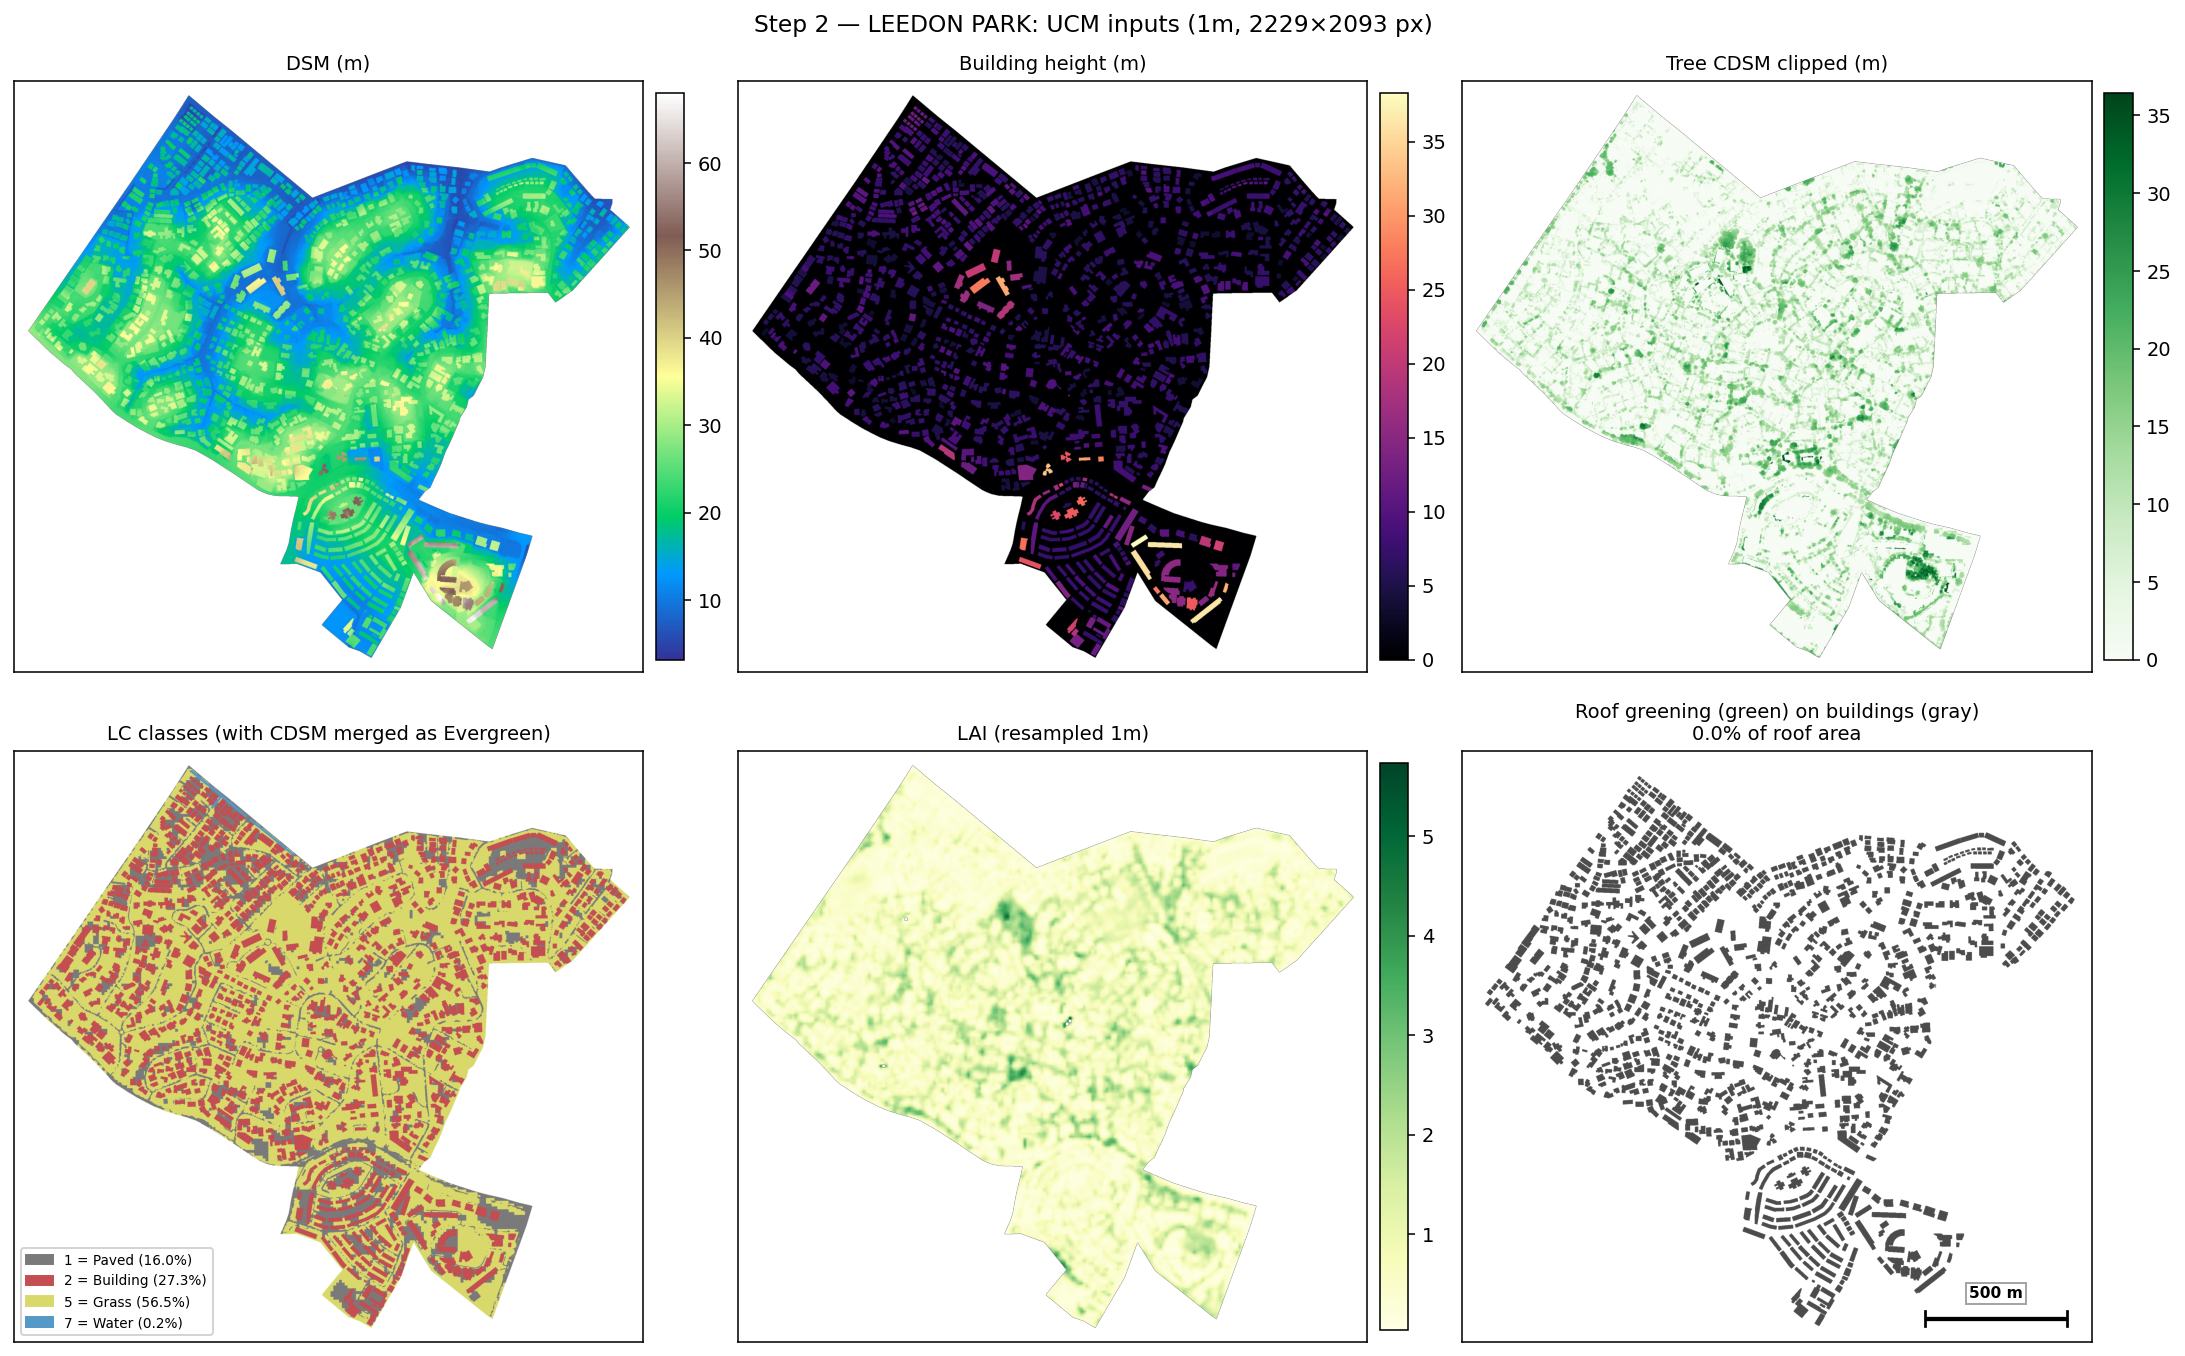 Step 2 — LEEDON PARK: UCM inputs (1m, 2229×2093 px)
DSM (m)
60
50
40
30
20
10
Building height (m)
35
30
25
20
15
10
5
0
Tree CDSM clipped (m)
35
30
25
20
15
10
5
0
LC classes (with CDSM merged as Evergreen)
1 = Paved (16.0%)
2 = Building (27.3%)
5 = Grass (56.5%)
7 = Water (0.2%)
LAI (resampled 1m)
5
4
3
2
1
Roof greening (green) on buildings (gray)
0.0% of roof area
500 m